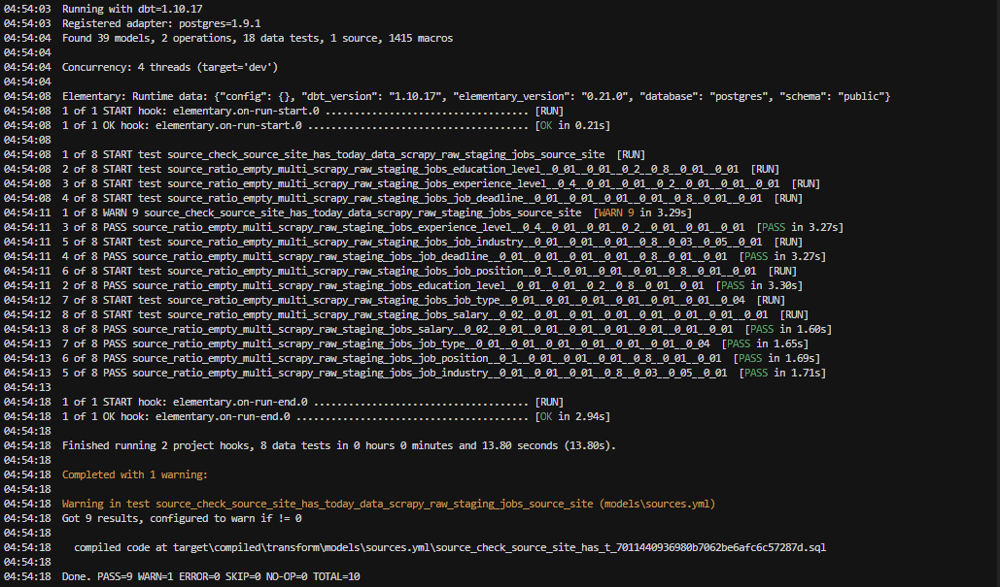 04:54:03  Running with dbt=1.10.17
04:54:03  Registered adapter: postgres=1.9.1
04:54:04  Found 39 models, 2 operations, 18 data tests, 1 source, 1415 macros
04:54:04
04:54:04  Concurrency: 4 threads (target='dev')
04:54:04
04:54:08  Elementary: Runtime data: {"config": {}, "dbt_version": "1.10.17", "elementary_version": "0.21.0", "database": "postgres", "schema": "public"}
04:54:08  1 of 1 START hook: elementary.on-run-start.0 ................................... [RUN]
04:54:08  1 of 1 OK hook: elementary.on-run-start.0 ...................................... [OK in 0.21s]
04:54:08
04:54:08  1 of 8 START test source_check_source_site_has_today_data_scrapy_raw_staging_jobs_source_site  [RUN]
04:54:08  2 of 8 START test source_ratio_empty_multi_scrapy_raw_staging_jobs_education_level__0_01__0_01__0_2__0_8__0_01__0_01  [RUN]
04:54:08  3 of 8 START test source_ratio_empty_multi_scrapy_raw_staging_jobs_experience_level__0_4__0_01__0_01__0_2__0_01__0_01__0_01  [RUN]
04:54:08  4 of 8 START test source_ratio_empty_multi_scrapy_raw_staging_jobs_job_deadline__0_01__0_01__0_01__0_01__0_8__0_01__0_01  [RUN]
04:54:11  1 of 8 WARN 9 source_check_source_site_has_today_data_scrapy_raw_staging_jobs_source_site  [WARN 9 in 3.29s]
04:54:11  3 of 8 PASS source_ratio_empty_multi_scrapy_raw_staging_jobs_experience_level__0_4__0_01__0_01__0_2__0_01__0_01__0_01  [PASS in 3.27s]
04:54:11  5 of 8 START test source_ratio_empty_multi_scrapy_raw_staging_jobs_job_industry__0_01__0_01__0_01__0_8__0_03__0_05__0_01  [RUN]
04:54:11  4 of 8 PASS source_ratio_empty_multi_scrapy_raw_staging_jobs_job_deadline__0_01__0_01__0_01__0_01__0_8__0_01__0_01  [PASS in 3.27s]
04:54:11  6 of 8 START test source_ratio_empty_multi_scrapy_raw_staging_jobs_job_position__0_1__0_01__0_01__0_01__0_8__0_01__0_01  [RUN]
04:54:11  2 of 8 PASS source_ratio_empty_multi_scrapy_raw_staging_jobs_education_level__0_01__0_01__0_2__0_8__0_01__0_01  [PASS in 3.30s]
04:54:12  7 of 8 START test source_ratio_empty_multi_scrapy_raw_staging_jobs_job_type__0_01__0_01__0_01__0_01__0_01__0_01__0_04  [RUN]
04:54:12  8 of 8 START test source_ratio_empty_multi_scrapy_raw_staging_jobs_salary__0_02__0_01__0_01__0_01__0_01__0_01__0_01__0_01  [RUN]
04:54:13  8 of 8 PASS source_ratio_empty_multi_scrapy_raw_staging_jobs_salary__0_02__0_01__0_01__0_01__0_01__0_01__0_01__0_01  [PASS in 1.60s]
04:54:13  7 of 8 PASS source_ratio_empty_multi_scrapy_raw_staging_jobs_job_type__0_01__0_01__0_01__0_01__0_01__0_01__0_04  [PASS in 1.65s]
04:54:13  6 of 8 PASS source_ratio_empty_multi_scrapy_raw_staging_jobs_job_position__0_1__0_01__0_01__0_01__0_8__0_01__0_01  [PASS in 1.69s]
04:54:13  5 of 8 PASS source_ratio_empty_multi_scrapy_raw_staging_jobs_job_industry__0_01__0_01__0_01__0_8__0_03__0_05__0_01  [PASS in 1.71s]
04:54:13
04:54:18  1 of 1 START hook: elementary.on-run-end.0 ..................................... [RUN]
04:54:18  1 of 1 OK hook: elementary.on-run-end.0 ........................................ [OK in 2.94s]
04:54:18
04:54:18  Finished running 2 project hooks, 8 data tests in 0 hours 0 minutes and 13.80 seconds (13.80s).
04:54:18
04:54:18  Completed with 1 warning:
04:54:18
04:54:18  Warning in test source_check_source_site_has_today_data_scrapy_raw_staging_jobs_source_site (models\sources.yml)
04:54:18  Got 9 results, configured to warn if != 0
04:54:18
04:54:18    compiled code at target\compiled\transform\models\sources.yml\source_check_source_site_has_t_7011440936980b7062be6afc6c57287d.sql
04:54:18
04:54:18  Done. PASS=9 WARN=1 ERROR=0 SKIP=0 NO-OP=0 TOTAL=10